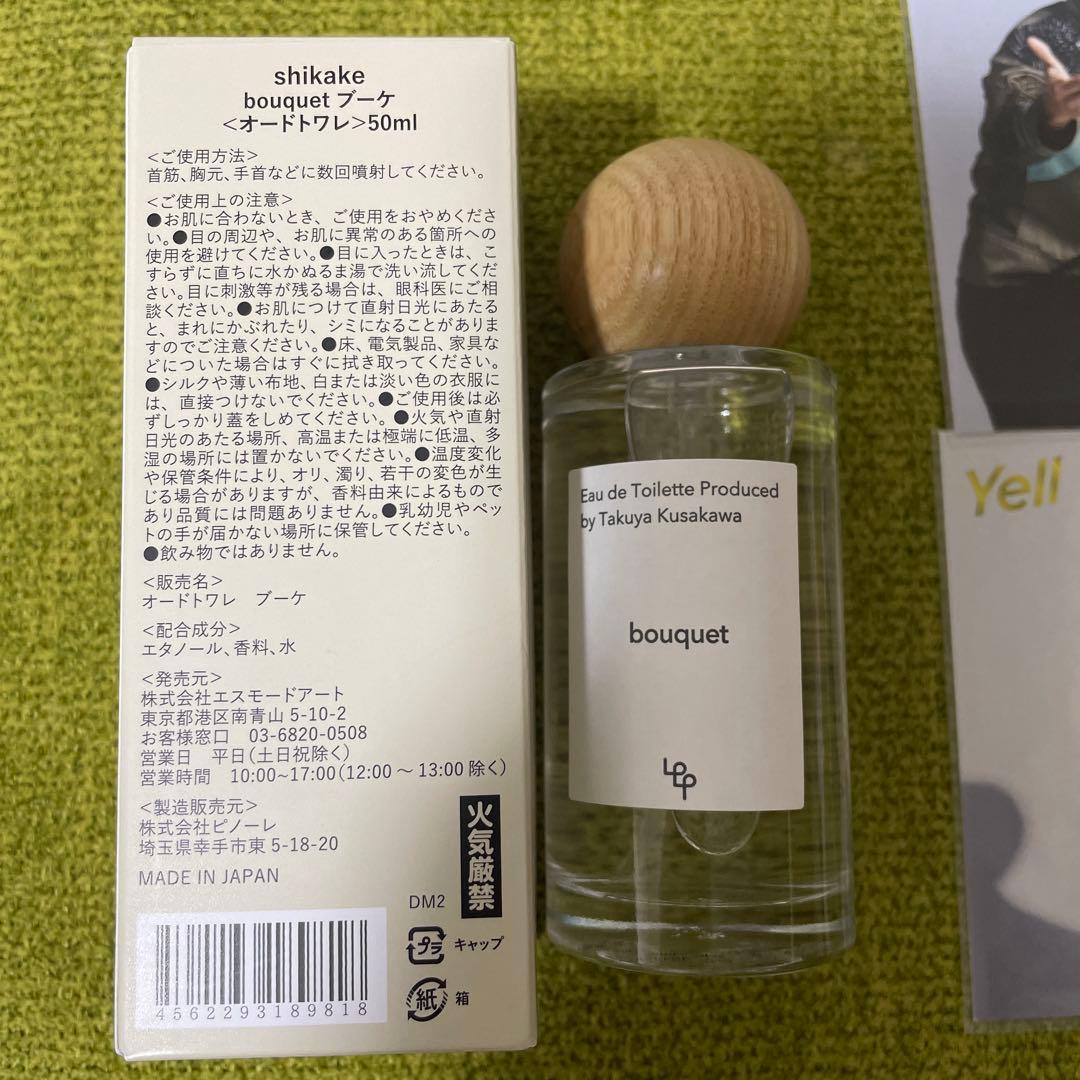 shikake
bouquet ブーケ
<オードトワレ>50ml
<ご使用方法>
首筋、胸元、手首などに数回噴射してください。
<ご使用上の注意>
●お肌に合わないとき、ご使用をおやめくださ
い。●目の周辺や、お肌に異常のある箇所への
使用を避けてください。●目に入ったときは、こ
すらずに直ちに水かぬるま湯で洗い流してくだ
さい。目に刺激等が残る場合は、眼科医にご相
談ください。●お肌につけて直射日光にあたる
と、まれにかぶれたり、シミになることがありま
すのでご注意ください。●床、電気製品、家具な
どについた場合はすぐに拭き取ってください。
●シルクや薄い布地、白または淡い色の衣服に
は、直接つけないでください。●ご使用後は必
ずしっかり蓋をしめてください。●火気や直射
日光のあたる場所、高温または極端に低温、多
湿の場所には置かないでください。●温度変化
や保管条件により、オリ、濁り、若干の変色が生
じる場合がありますが、香料由来によるもので
あり品質には問題ありません。●乳幼児やペッ
トの手が届かない場所に保管してください。
●飲み物ではありません。
<販売名>
オードトワレ　ブーケ
<配合成分>
エタノール、香料、水
<発売元>
株式会社エスモードアート
東京都港区南青山 5-10-2
お客様窓口　03-6820-0508
営業日　平日(土日祝除く)
営業時間　10:00~17:00(12:00 ～ 13:00 除く)
<製造販売元>
株式会社ピノーレ
埼玉県幸手市東 5-18-20
MADE IN JAPAN
火気厳禁
DM2
プラ キャップ
紙 箱
4562293189818
Eau de Toilette Produced
by Takuya Kusakawa
bouquet
Yell